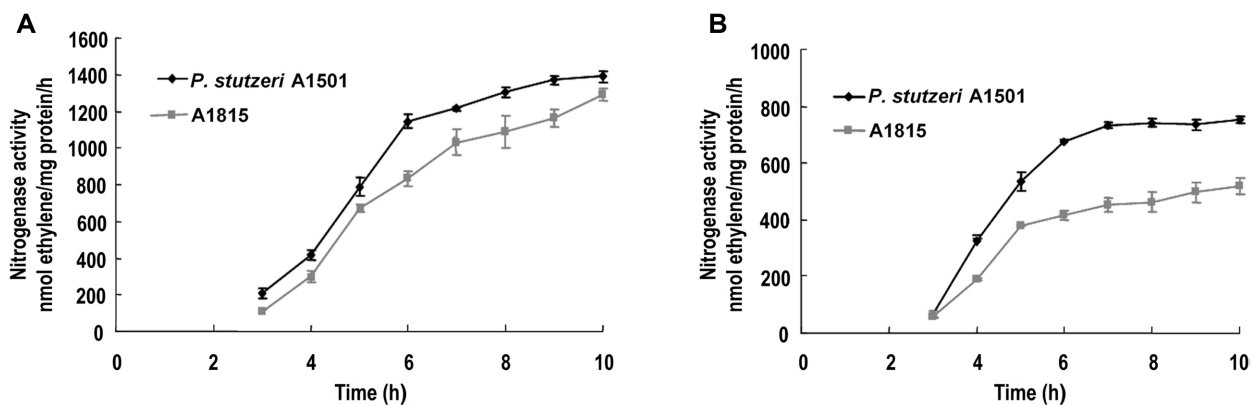 A
Nitrogenase activity
nmol ethylene/mg protein/h
1600
1400
1200
1000
800
600
400
200
0
P. stutzeri A1501
A1815
0 2 4 6 8 10
Time (h)
B
Nitrogenase activity
nmol ethylene/mg protein/h
1000
800
600
400
200
0
P. stutzeri A1501
A1815
0 2 4 6 8 10
Time (h)